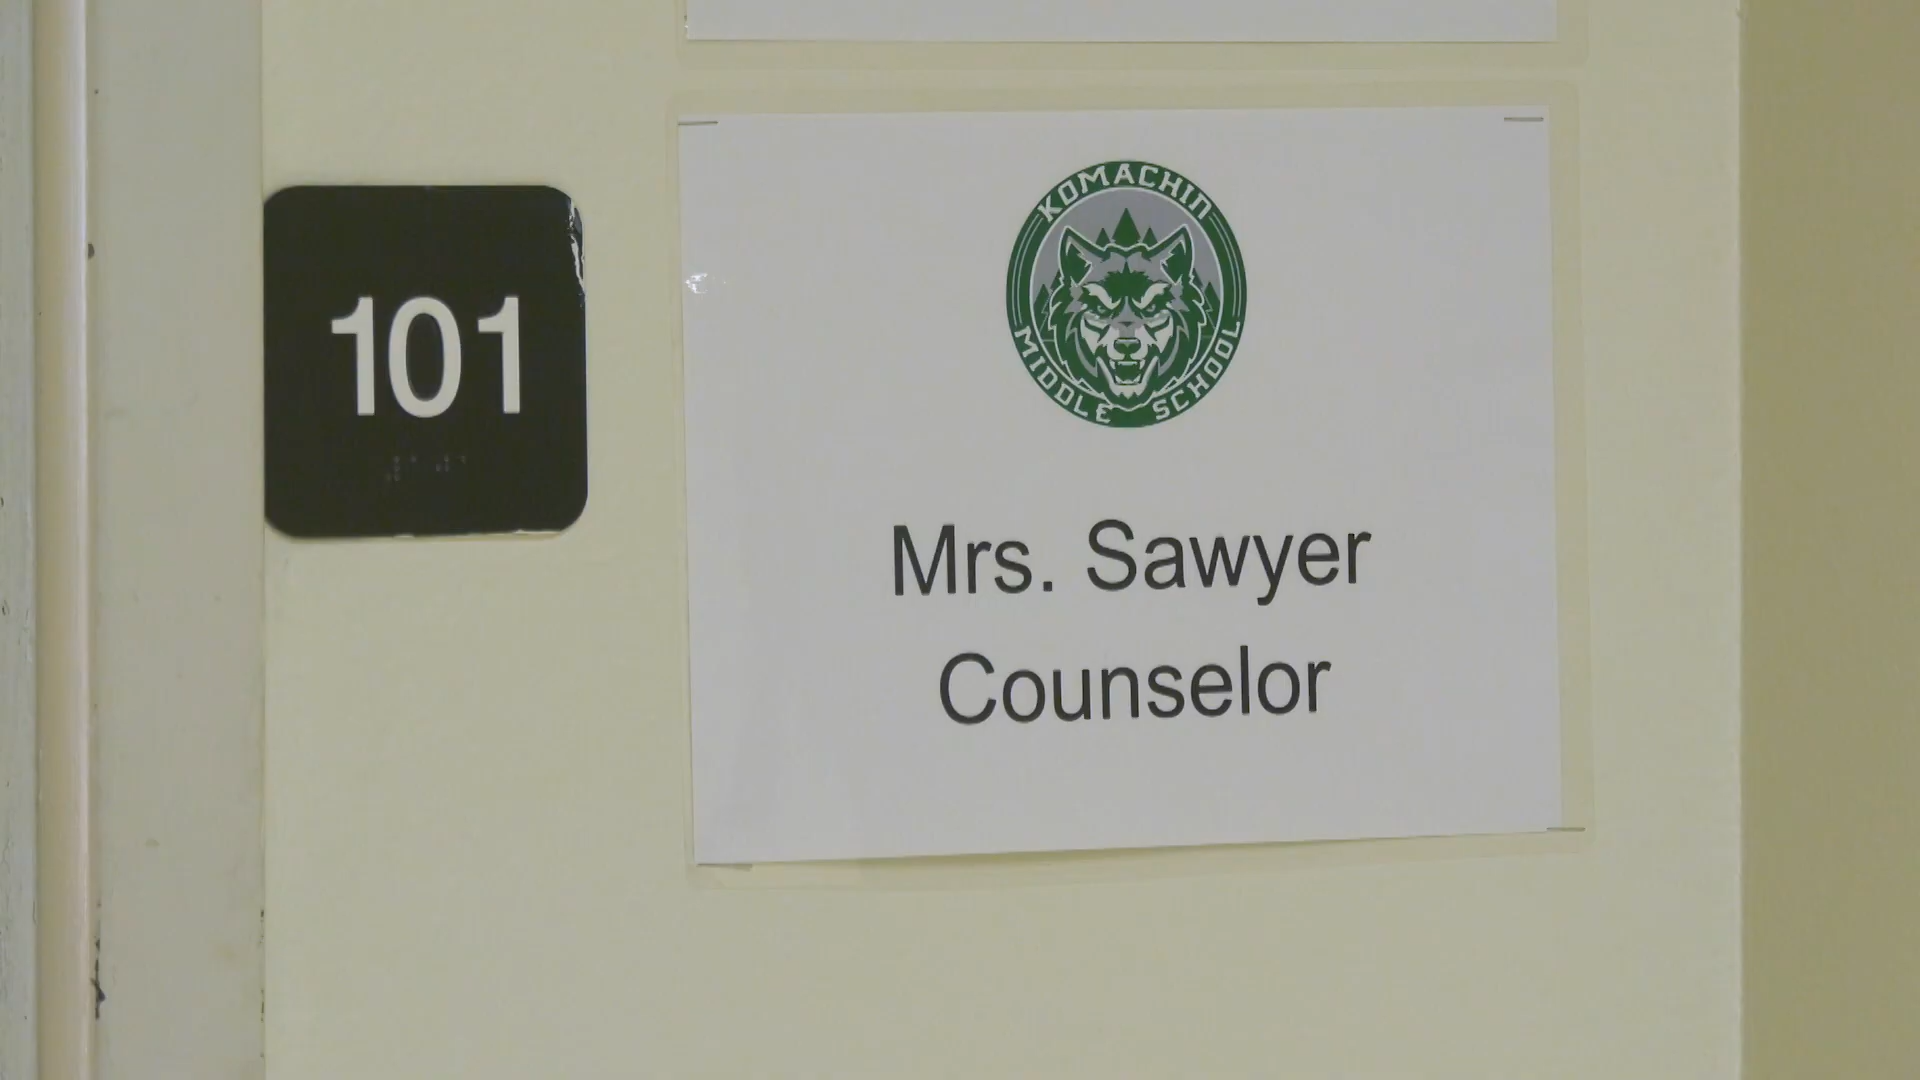 101
KOMACHIN
MIDDLE SCHOOL
Mrs. Sawyer
Counselor